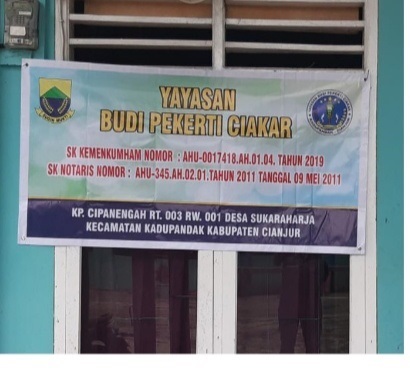 YAYASAN
BUDI PEKERTI CIAKAR
SK KEMENKUMHAM NOMOR : AHU-0017418.AH.01.04. TAHUN 2019
SK NOTARIS NOMOR : AHU-345.AH.02.01.TAHUN 2011 TANGGAL 09 MEI 2011
KP. CIPANENGAH RT. 003 RW. 001 DESA SUKARAHARJA
KECAMATAN KADUPANDAK KABUPATEN CIANJUR